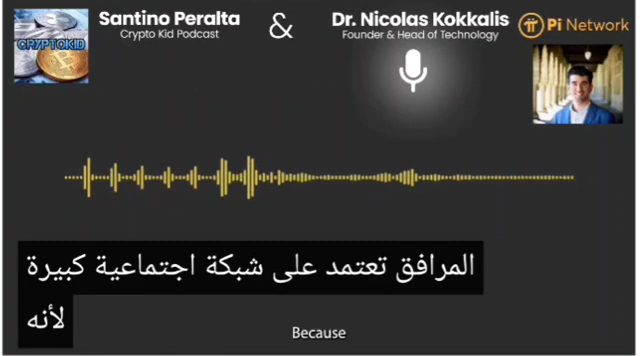 CRYPTOKID
Santino Peralta
Crypto Kid Podcast
&
Dr. Nicolas Kokkalis
Founder & Head of Technology
Pi Network
المرافق تعتمد على شبكة اجتماعية كبيرة
لأنه
Because